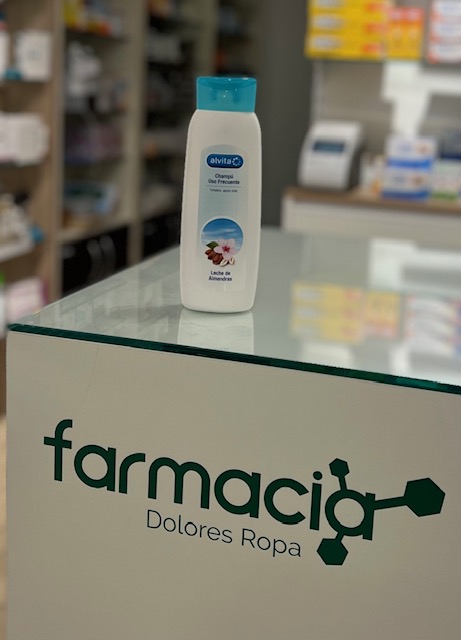 alvita
Champú
Uso Frecuente
Leche de
Almendras
farmacia
Dolores Ropa